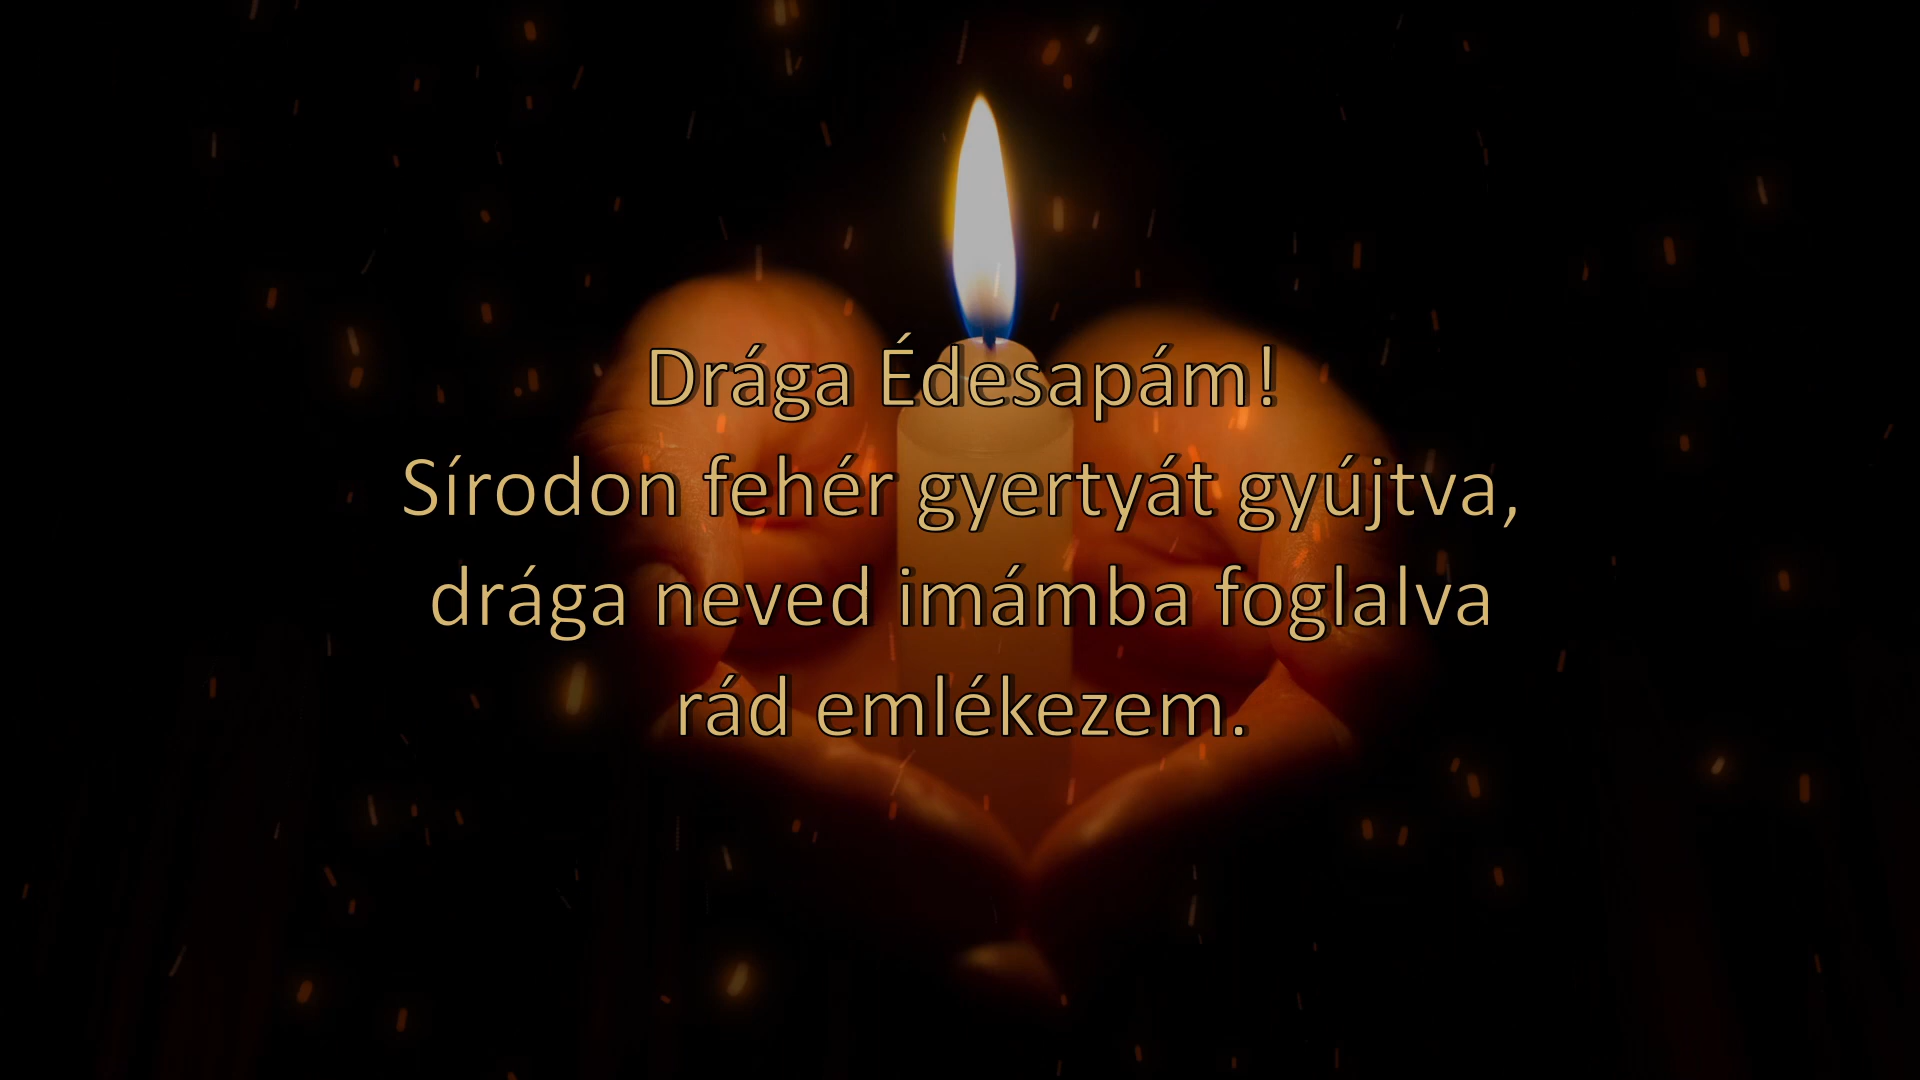 Drága Édesapám!
Sírodon fehér gyertyát gyújtva,
drága neved imámba foglalva
rád emlékezem.